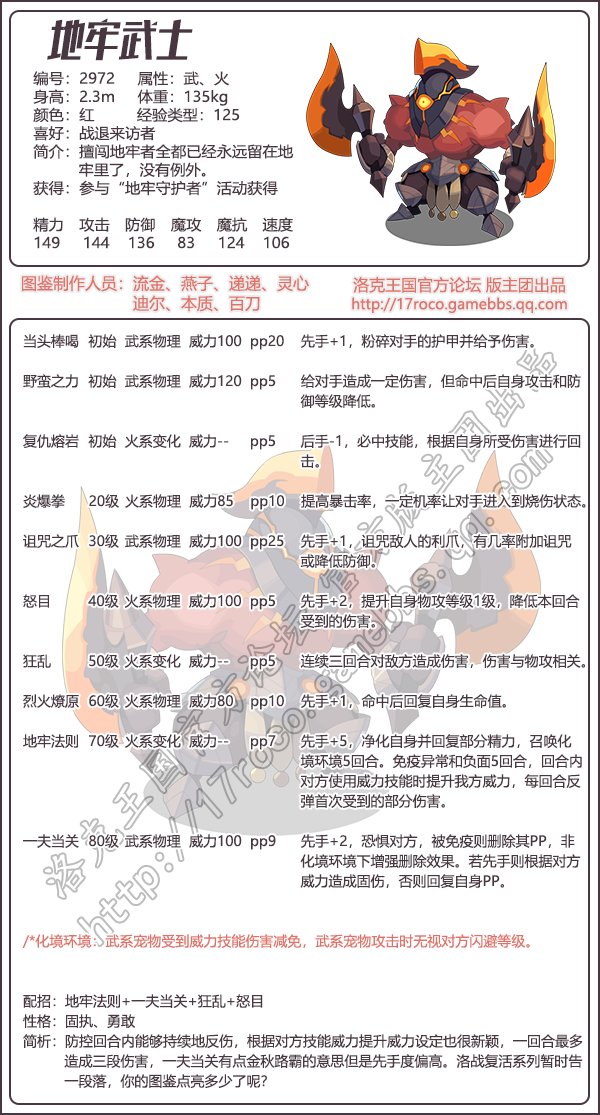 地牢武士
编号：2972 属性：武、火
身高：2.3m 体重：135kg
颜色：红 经验类型：125
喜好：战退来访者
简介：擅闯地牢者全都已经永远留在地
牢里了，没有例外。
获得：参与“地牢守护者”活动获得
精力 攻击 防御 魔攻 魔抗 速度
149 144 136 83 124 106
图鉴制作人员：流金、燕子、递递、灵心
迪尔、本质、百刀
洛克王国官方论坛 版主团出品
http://17roco.gamebbs.qq.com
当头棒喝 初始 武系物理 威力100 pp20 先手+1，粉碎对手的护甲并给予伤害。
野蛮之力 初始 武系物理 威力120 pp5 给对手造成一定伤害，但命中后自身攻击和防
御等级降低。
复仇熔岩 初始 火系变化 威力-- pp5 后手-1，必中技能，根据自身所受伤害进行回
击。
炎爆拳 20级 火系物理 威力85 pp10 提高暴击率，一定机率让对手进入到烧伤状态。
诅咒之爪 30级 武系物理 威力100 pp25 先手+1，诅咒敌人的利爪、有几率附加诅咒
或降低防御。
怒目 40级 火系物理 威力100 pp5 先手+2，提升自身物攻等级1级，降低本回合
受到的伤害。
狂乱 50级 火系变化 威力-- pp5 连续三回合对敌方造成伤害，伤害与物攻相关。
烈火燎原 60级 火系物理 威力80 pp10 先手+1，命中后回复自身生命值。
地牢法则 70级 火系变化 威力-- pp7 先手+5，净化自身并回复部分精力，召唤化
境环境5回合。免疫异常和负面5回合，回合内
对方使用威力技能时提升我方威力，每回合反
弹首次受到的部分伤害。
一夫当关 80级 武系物理 威力100 pp9 先手+2，恐惧对方，被免疫则删除其PP，非
化境环境下增强删除效果。若先手则根据对方
威力造成固伤，否则回复自身PP。
洛克王国官方论坛 官方版主团出品
http://17roco.gamebbs.qq.com
/*化境环境：武系宠物受到威力技能伤害减免，武系宠物攻击时无视对方闪避等级。
配招：地牢法则+一夫当关+狂乱+怒目
性格：固执、勇敢
简析：防控回合内能够持续地反伤，根据对方技能威力提升威力设定也很新颖，一回合最多
造成三段伤害，一夫当关有点金秋路霸的意思但是先手度偏高。洛战复活系列暂时告
一段落，你的图鉴点亮多少了呢？